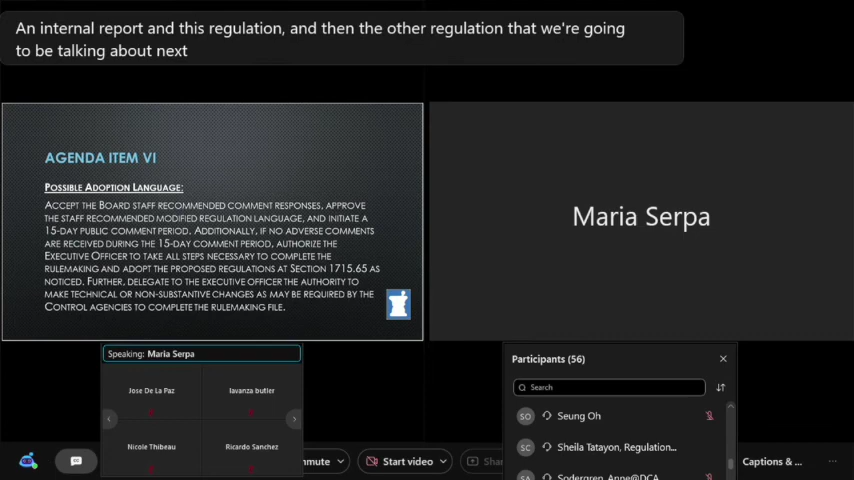 An internal report and this regulation, and then the other regulation that we're going
to be talking about next
AGENDA ITEM VI
POSSIBLE ADOPTION LANGUAGE:
ACCEPT THE BOARD STAFF RECOMMENDED COMMENT RESPONSES, APPROVE
THE STAFF RECOMMENDED MODIFIED REGULATION LANGUAGE, AND INITIATE A
15-DAY PUBLIC COMMENT PERIOD. ADDITIONALLY, IF NO ADVERSE COMMENTS
ARE RECEIVED DURING THE 15-DAY COMMENT PERIOD, AUTHORIZE THE
EXECUTIVE OFFICER TO TAKE ALL STEPS NECESSARY TO COMPLETE THE
RULEMAKING AND ADOPT THE PROPOSED REGULATIONS AT SECTION 1715.65 AS
NOTICED. FURTHER, DELEGATE TO THE EXECUTIVE OFFICER THE AUTHORITY TO
MAKE TECHNICAL OR NON-SUBSTANTIVE CHANGES AS MAY BE REQUIRED BY THE
CONTROL AGENCIES TO COMPLETE THE RULEMAKING FILE.
Maria Serpa
Speaking: Maria Serpa
Jose De La Paz
lavanza butler
Nicole Thibeau
Ricardo Sanchez
Participants (56)
Search
SO Seung Oh
SC Sheila Tatayon, Regulation...
SA Sodergren, Anne@DCA
mute
Start video
Shar
Captions & ...